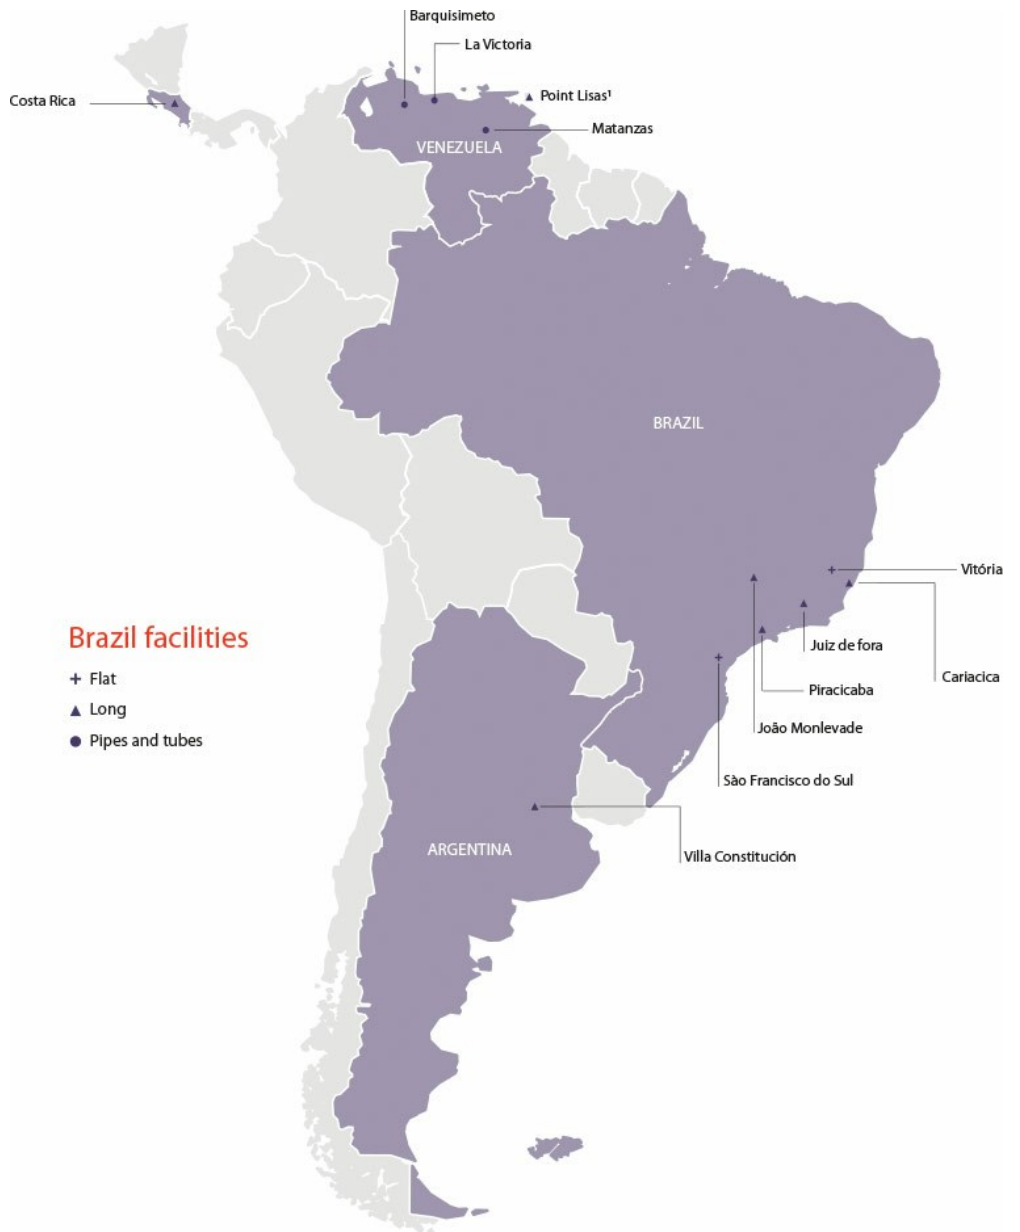 Barquisimeto
La Victoria
Costa Rica
Point Lisas¹
Matanzas
VENEZUELA
BRAZIL
Vitória
Brazil facilities
Flat
Long
Pipes and tubes
Juiz de fora
Cariacica
Piracicaba
João Monlevade
Sào Francisco do Sul
ARGENTINA
Villa Constitución